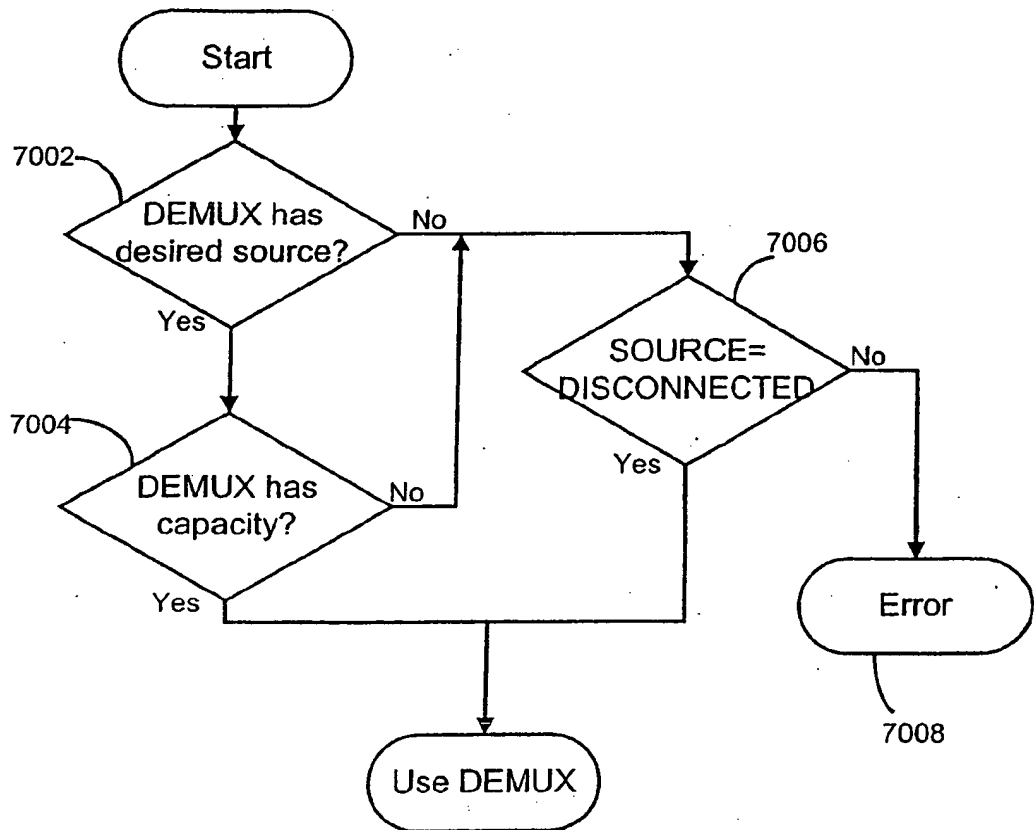 Start
7002
DEMUX has
desired source?
No
Yes
7006
SOURCE=
DISCONNECTED
No
Yes
7004
DEMUX has
capacity?
No
Yes
Error
7008
Use DEMUX